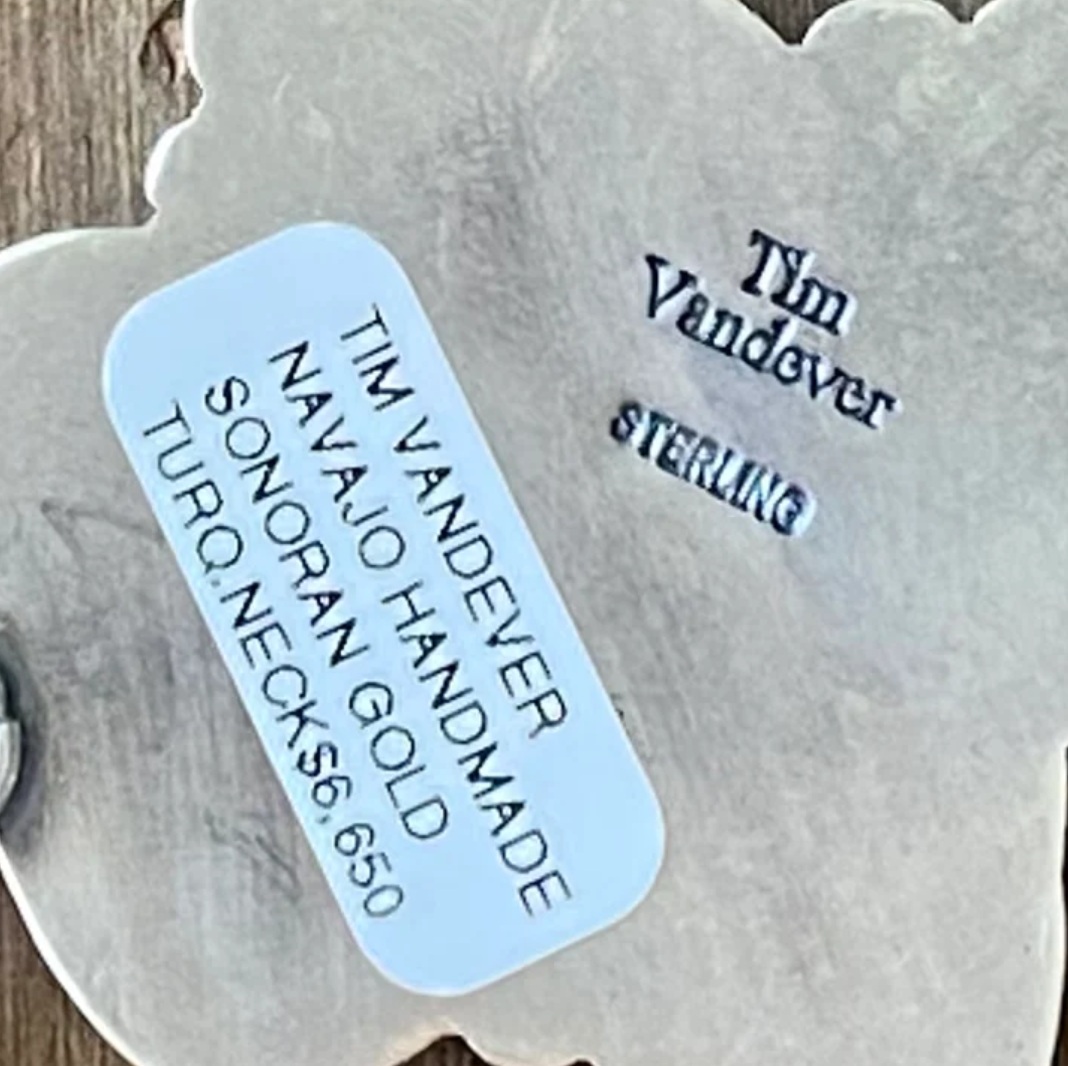 TIM VANDEVER
NAVAJO HANDMADE
SONORAN GOLD
TURQ.NECK$6,650
Tim
Vandever
STERLING